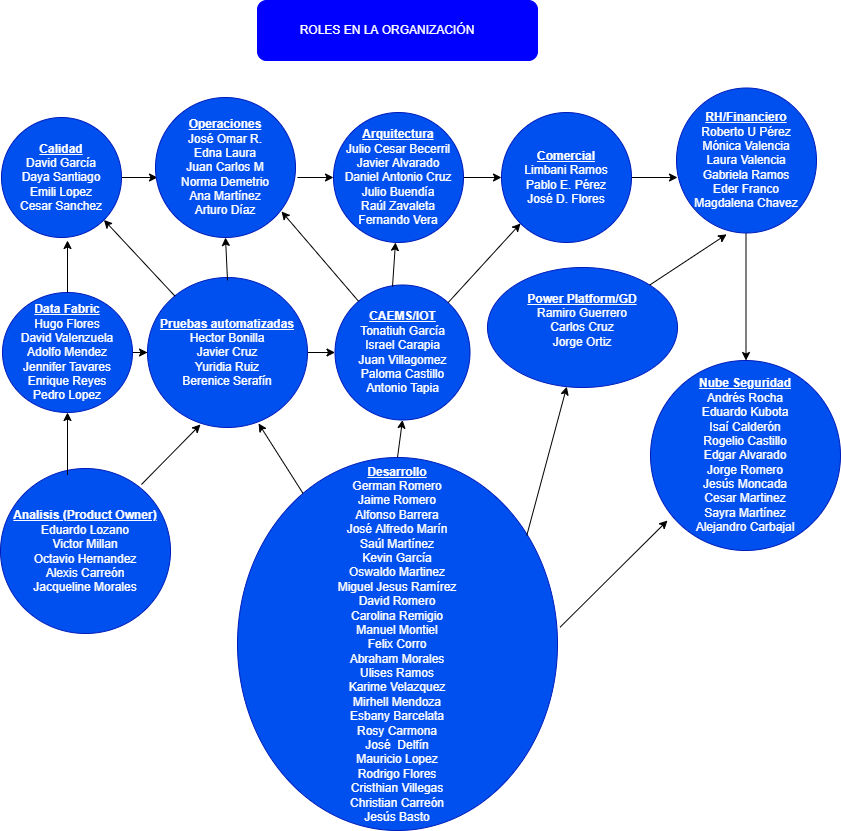 ROLES EN LA ORGANIZACIÓN
Calidad
David García
Daya Santiago
Emili Lopez
Cesar Sanchez
Operaciones
José Omar R.
Edna Laura
Juan Carlos M
Norma Demetrio
Ana Martínez
Arturo Díaz
Arquitectura
Julio Cesar Becerril
Javier Alvarado
Daniel Antonio Cruz
Julio Buendía
Raúl Zavaleta
Fernando Vera
Comercial
Limbani Ramos
Pablo E. Pérez
José D. Flores
RH/Financiero
Roberto U Pérez
Mónica Valencia
Laura Valencia
Gabriela Ramos
Eder Franco
Magdalena Chavez
Data Fabric
Hugo Flores
David Valenzuela
Adolfo Mendez
Jennifer Tavares
Enrique Reyes
Pedro Lopez
Pruebas automatizadas
Hector Bonilla
Javier Cruz
Yuridia Ruiz
Berenice Serafín
CAEMS/IOT
Tonatiuh García
Israel Carapia
Juan Villagomez
Paloma Castillo
Antonio Tapia
Power Platform/GD
Ramiro Guerrero
Carlos Cruz
Jorge Ortiz
Nube Seguridad
Andrés Rocha
Eduardo Kubota
Isaí Calderón
Rogelio Castillo
Edgar Alvarado
Jorge Romero
Jesús Moncada
Cesar Martinez
Sayra Martínez
Alejandro Carbajal
Analisis (Product Owner)
Eduardo Lozano
Victor Millan
Octavio Hernandez
Alexis Carreón
Jacqueline Morales
Desarrollo
German Romero
Jaime Romero
Alfonso Barrera
José Alfredo Marín
Saúl Martínez
Kevin García
Oswaldo Martinez
Miguel Jesus Ramírez
David Romero
Carolina Remigio
Manuel Montiel
Felix Corro
Abraham Morales
Ulises Ramos
Karime Velazquez
Mirhell Mendoza
Esbany Barcelata
Rosy Carmona
José  Delfín
Mauricio Lopez
Rodrigo Flores
Cristhian Villegas
Christian Carreón
Jesús Basto